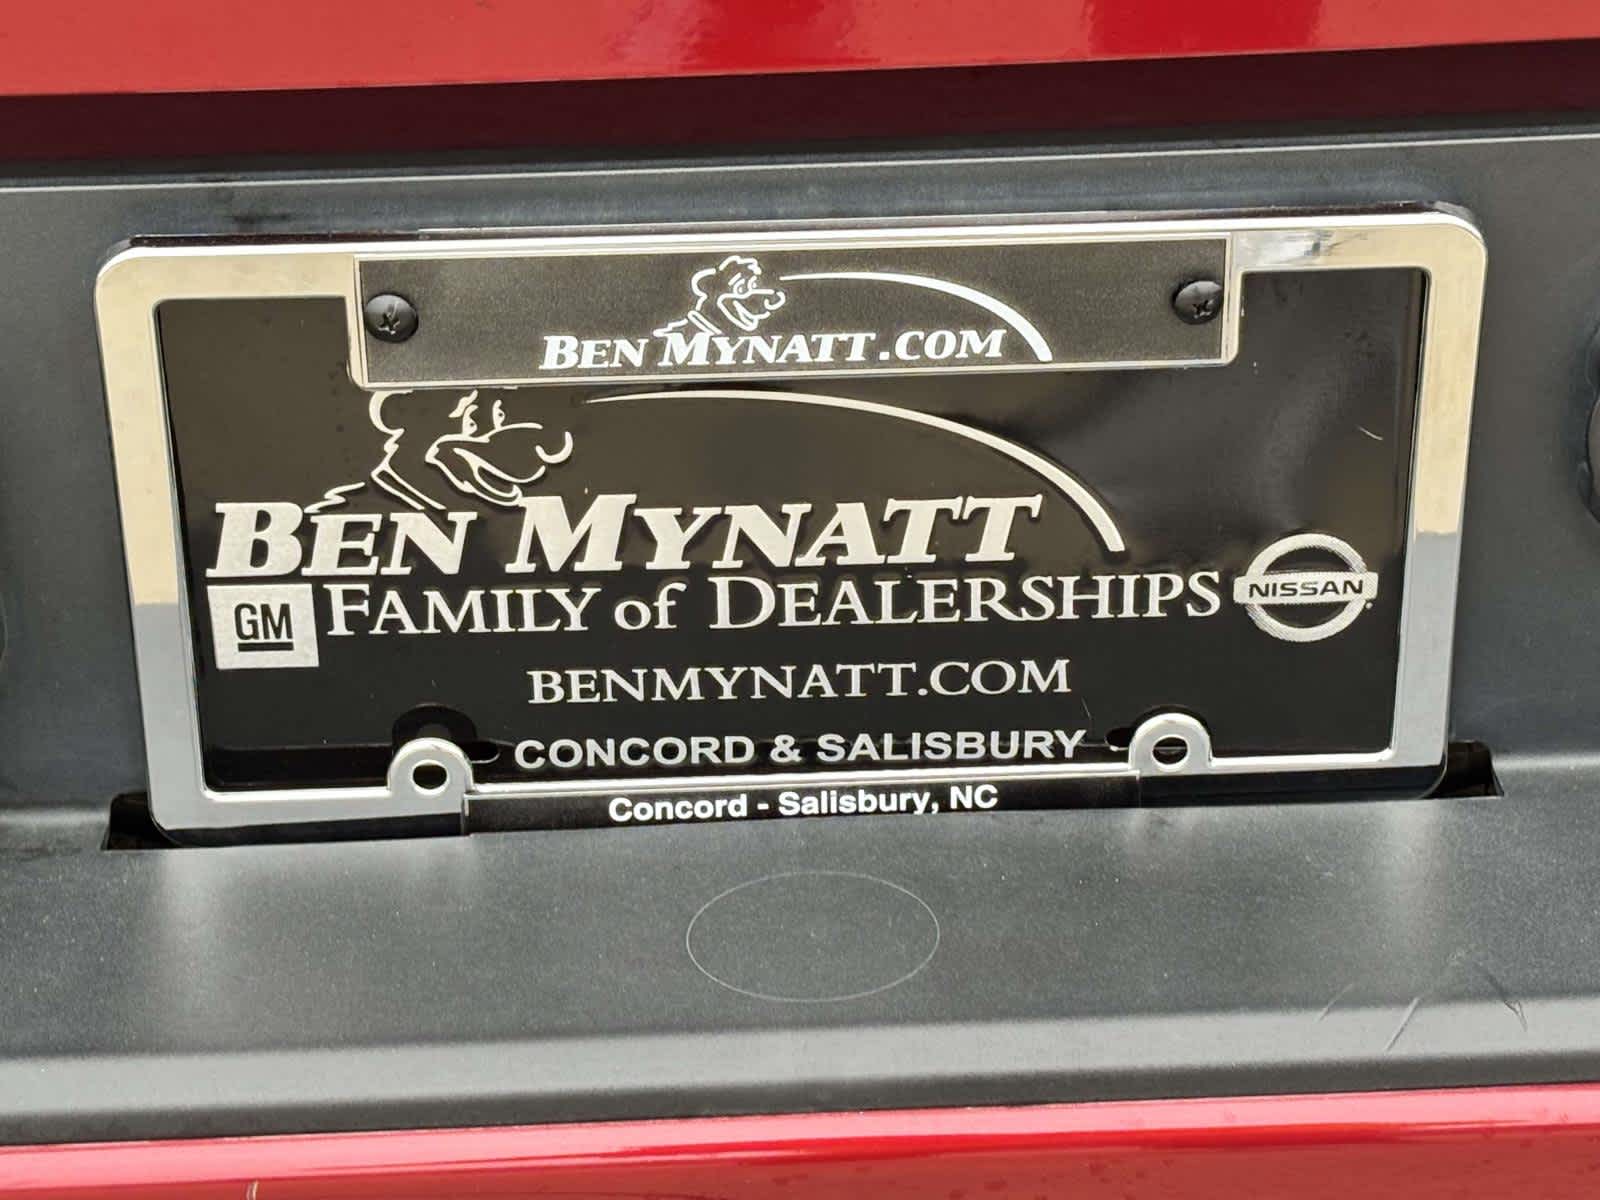 BEN MYNATT.COM
BEN MYNATT
GM FAMILY of DEALERSHIPS NISSAN
BENMYNATT.COM
CONCORD & SALISBURY
Concord - Salisbury, NC